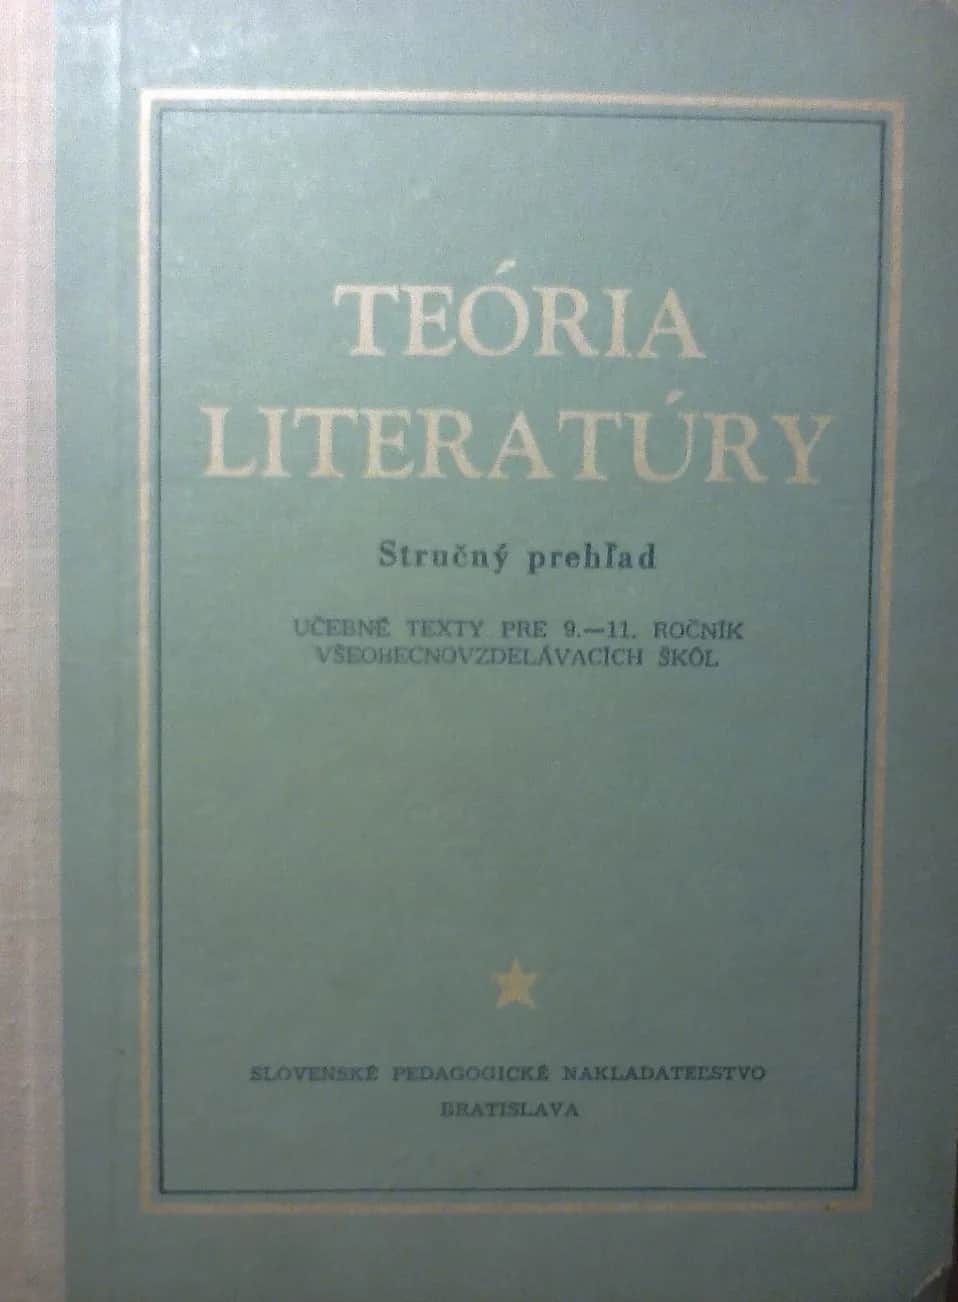 TEÓRIA
LITERATÚRY
Stručný prehľad
UČEBNÉ TEXTY PRE 9.—11. ROČNÍK
VŠEOBECNOVZDELÁVACÍCH ŠKÔL
SLOVENSKÉ PEDAGOGICKÉ NAKLADATEĽSTVO
BRATISLAVA